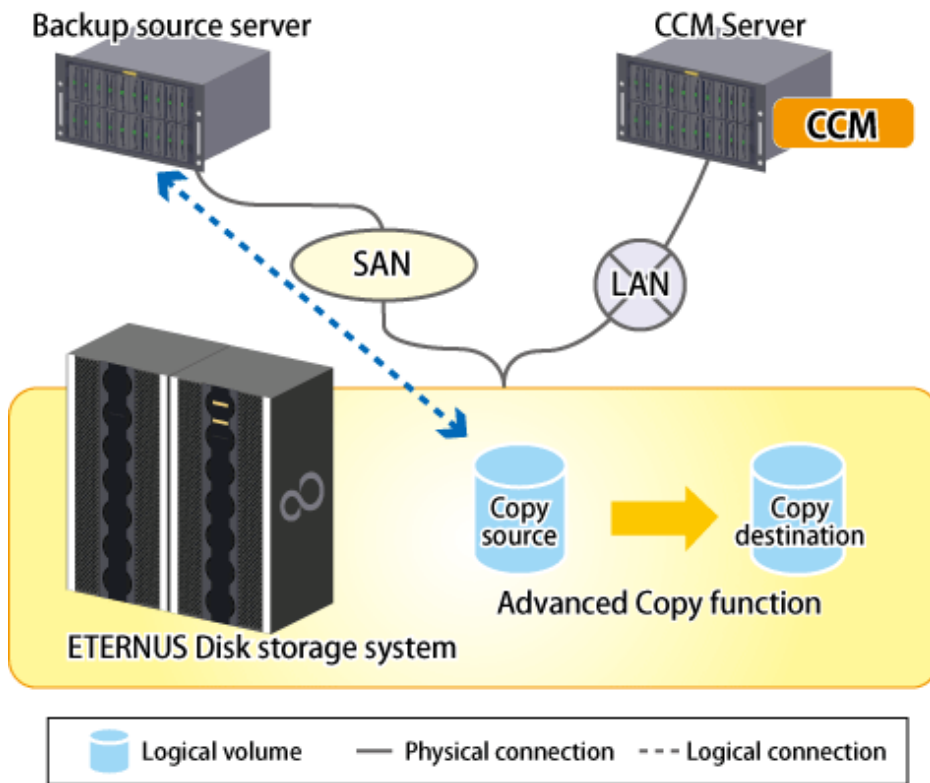 Backup source server
CCM Server
CCM
SAN
LAN
Copy
source
Copy
destination
Advanced Copy function
ETERNUS Disk storage system
Logical volume
Physical connection
Logical connection